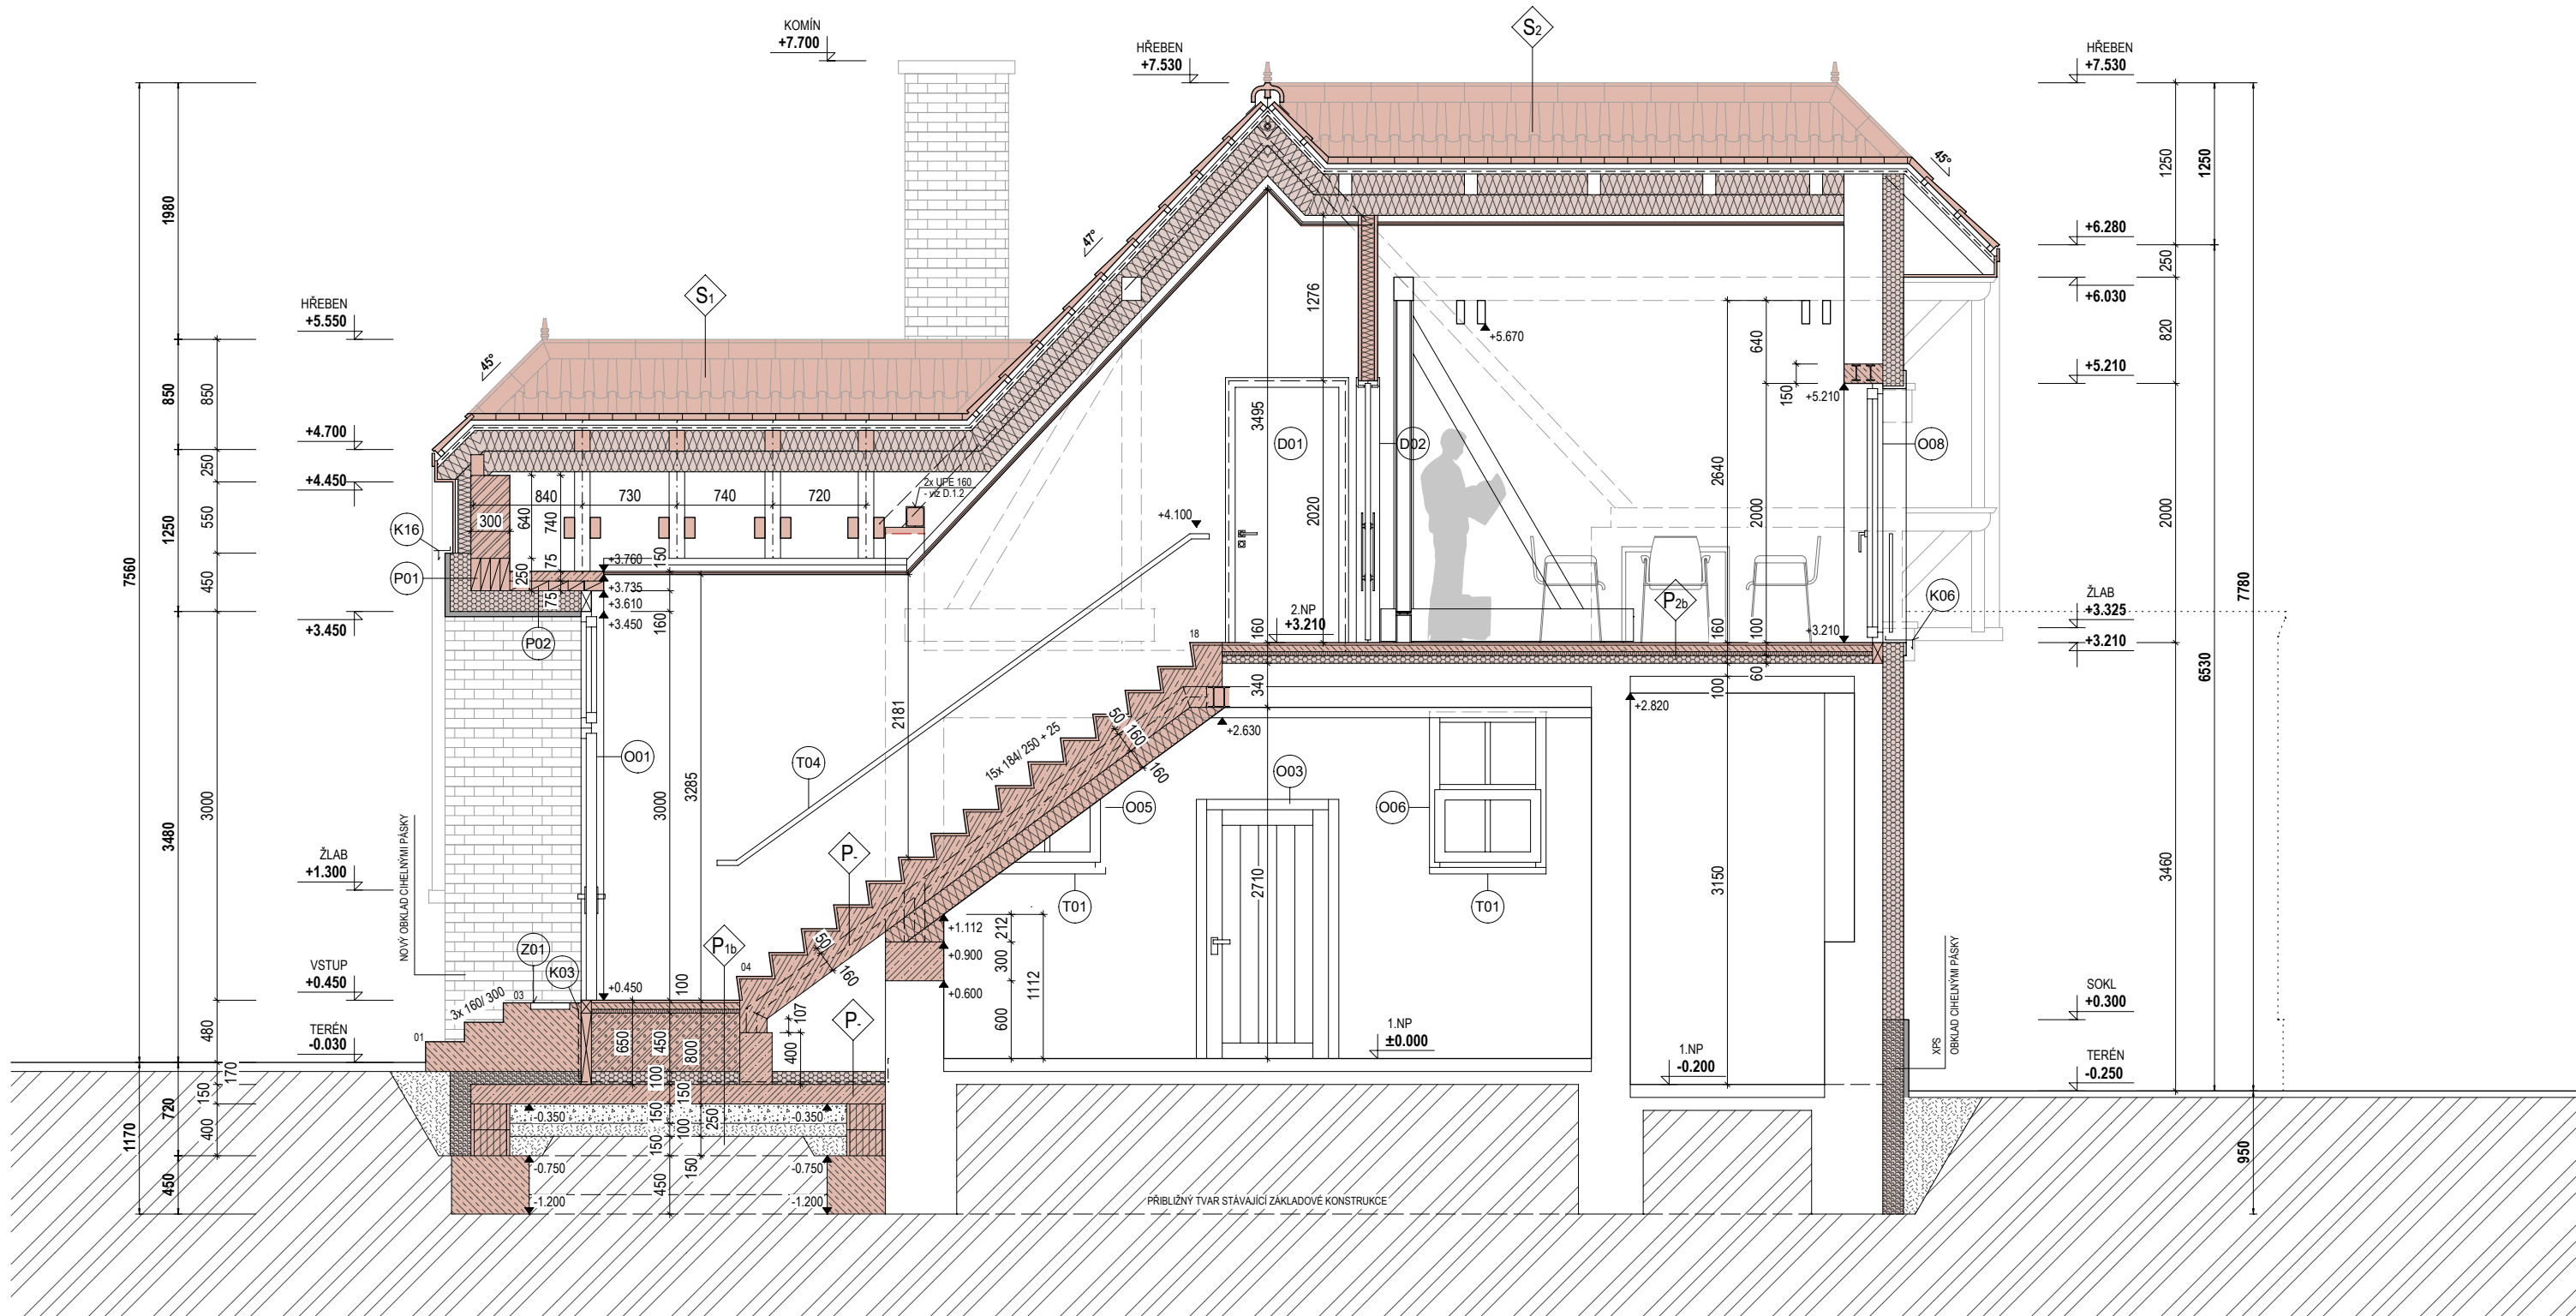 KOMÍN
+7.700
HŘEBEN
+7.530
S2
HŘEBEN
+7.530
1980
850
1250
3480
7560
720
1170
450
850
250
550
450
3000
480
170
150
400
HŘEBEN
+5.550
+4.700
+4.450
+3.450
ŽLAB
+1.300
VSTUP
+0.450
TERÉN
-0.030
S1
45°
47°
45°
K16
P01
P02
300
840
730
740
720
640
740
75
250
75
150
160
+3.760
+3.735
+3.610
+3.450
2x UPE 160
- viz D.1.2
O01
3000
3285
2181
T04
+4.100
15x 184/ 250 + 25
50
160
160
50
160
18
04
P-
P1b
P-
NOVÝ OBKLAD CIHELNÝMI PÁSKY
Z01
K03
3x 160/ 300
03
01
+0.450
100
650
450
800
107
400
100
150
150
100
250
150
150
450
-0.350
-0.350
-0.750
-0.750
-1.200
-1.200
1276
3495
2020
D01
D02
+5.670
2.NP
+3.210
160
340
2710
+2.630
O03
O05
O06
T01
T01
+1.112
+0.900
+0.600
212
300
600
1112
1.NP
±0.000
1.NP
-0.200
PŘIBLIŽNÝ TVAR STÁVAJÍCÍ ZÁKLADOVÉ KONSTRUKCE
2640
640
2000
150
+5.210
+3.210
P2b
160
100
100
60
+2.820
3150
O08
K06
XPS
OBKLAD CIHELNÝMI PÁSKY
+6.280
+6.030
+5.210
ŽLAB
+3.325
+3.210
SOKL
+0.300
TERÉN
-0.250
1250
250
820
2000
3460
1250
6530
7780
950